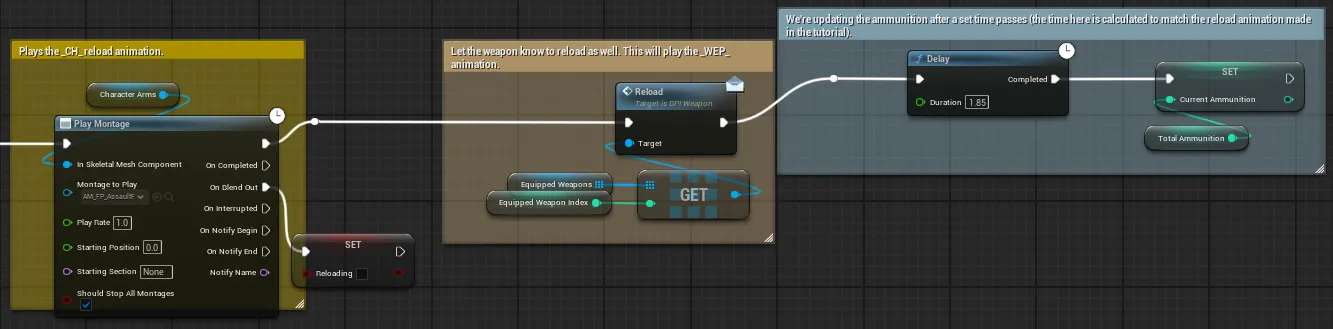 Plays the _CH_reload animation.
Character Arms
Play Montage
In Skeletal Mesh Component
On Completed
Montage to Play
AM_FP_AssaultF
On Blend Out
On Interrupted
Play Rate 1.0
On Notify Begin
Starting Position 0.0
On Notify End
Starting Section None
Notify Name
Should Stop All Montages
SET
Reloading
Let the weapon know to reload as well. This will play the _WEP_
animation.
Reload
Target is BPI Weapon
Target
Equipped Weapons
Equipped Weapon Index
GET
We're updating the ammunition after a set time passes (the time here is calculated to match the reload animation made
in the tutorial).
f Delay
Completed
Duration 1.85
SET
Current Ammunition
Total Ammunition